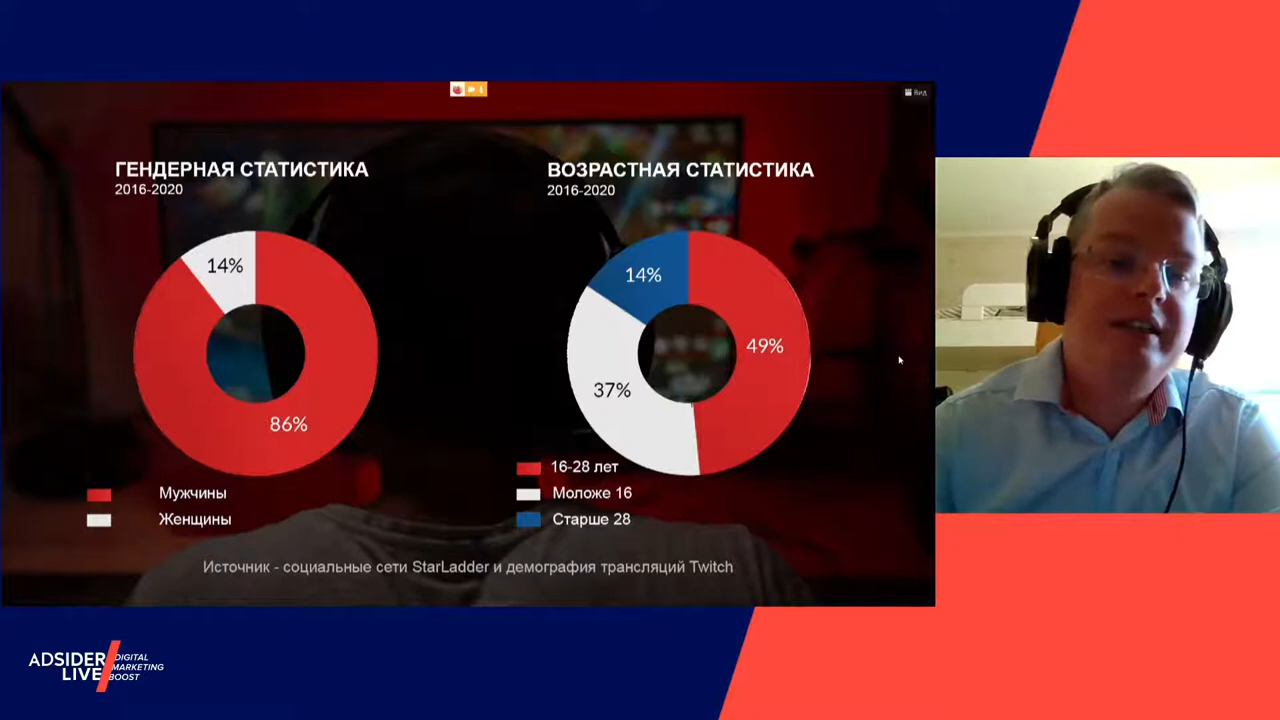 Вид
ГЕНДЕРНАЯ СТАТИСТИКА
2016-2020
14%
86%
Мужчины
Женщины
ВОЗРАСТНАЯ СТАТИСТИКА
2016-2020
14%
49%
37%
16-28 лет
Моложе 16
Старше 28
Источник - социальные сети StarLadder и демография трансляций Twitch
ADSIDER
LIVE
DIGITAL
MARKETING
BOOST